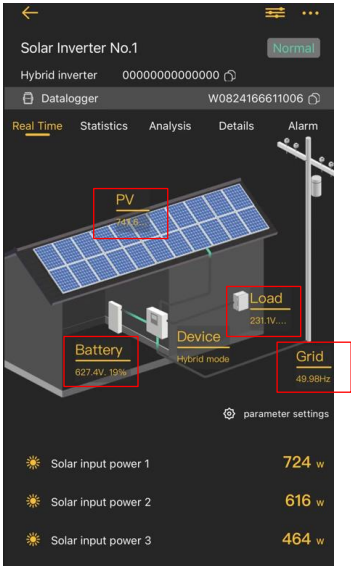 Solar Inverter No.1
Normal
Hybrid inverter 00000000000000
Datalogger W0824166611006
Real Time Statistics Analysis Details Alarm
PV
Load
231.1V....
Device
Hybrid mode
Battery
627.4V. 19%
Grid
49.98Hz
parameter settings
Solar input power 1 724 w
Solar input power 2 616 w
Solar input power 3 464 w